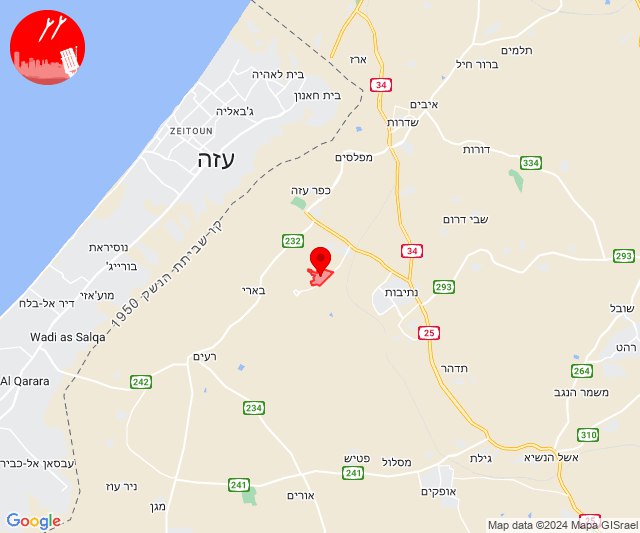 תלמים
ברור חיל
ארז
34
בית לאהיה
בית חאנון
איבים
ג'באליה
שדרות
ZEITOUN
עזה
מפלסים
דורות
334
כפר עזה
שבי דרום
קו שביתת הנשק 1950
232
34
נוסיראת
בורייג'
293
293
בארי
נתיבות
מוע'אזי
דיר אל-בלח
שובל
Wadi as Salqa
25
רהט
רעים
תדהר
264
Al Qarara
242
משמר הנגב
234
310
אשל הנשיא
גילת
פטיש
מסלול
עבסאן אל-כביר
241
241
ניר עוז
אורים
אופקים
מגן
25
Google
Map data ©2024 Mapa GISrael